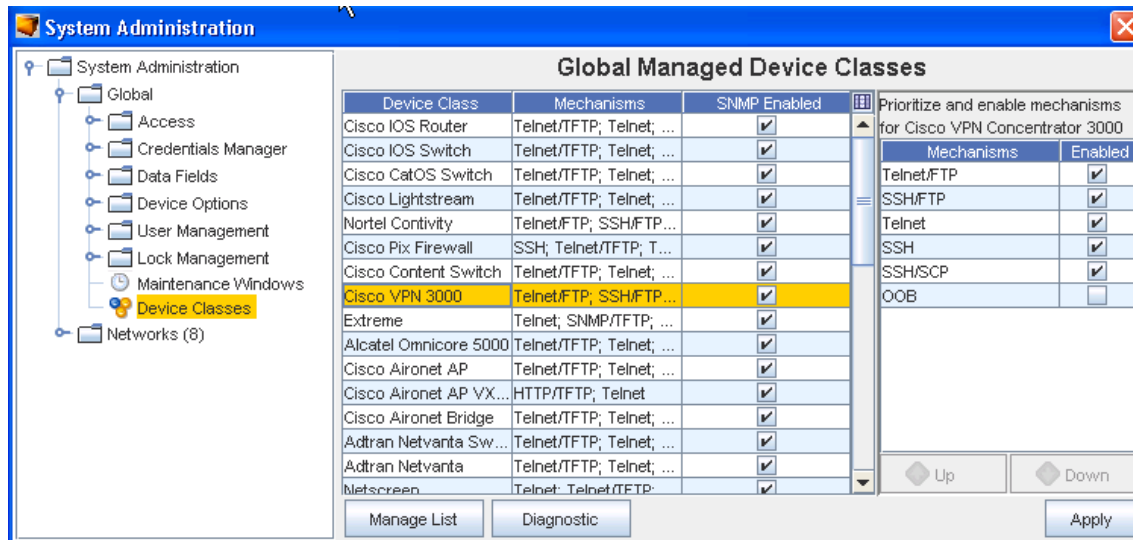 System Administration
System Administration
Global
Access
Credentials Manager
Data Fields
Device Options
User Management
Lock Management
Maintenance Windows
Device Classes
Networks (8)
Global Managed Device Classes
Device Class Mechanisms SNMP Enabled
Cisco IOS Router Telnet/TFTP; Telnet; ...
Cisco IOS Switch Telnet/TFTP; Telnet; ...
Cisco CatOS Switch Telnet/TFTP; Telnet; ...
Cisco Lightstream Telnet/TFTP; Telnet; ...
Nortel Contivity Telnet/FTP; SSH/FTP...
Cisco Pix Firewall SSH; Telnet/TFTP; T...
Cisco Content Switch Telnet/TFTP; Telnet; ...
Cisco VPN 3000 Telnet/FTP; SSH/FTP...
Extreme Telnet; SNMP/TFTP; ...
Alcatel Omnicore 5000 Telnet/TFTP; Telnet; ...
Cisco Aironet AP Telnet/TFTP; Telnet; ...
Cisco Aironet AP VX... HTTP/TFTP; Telnet
Cisco Aironet Bridge Telnet/TFTP; Telnet; ...
Adtran Netvanta Sw... Telnet/TFTP; Telnet; ...
Adtran Netvanta Telnet/TFTP; Telnet; ...
Netscreen Telnet; Telnet/TFTP;
Prioritize and enable mechanisms
for Cisco VPN Concentrator 3000
Mechanisms Enabled
Telnet/FTP
SSH/FTP
Telnet
SSH
SSH/SCP
OOB
Up Down
Manage List Diagnostic Apply